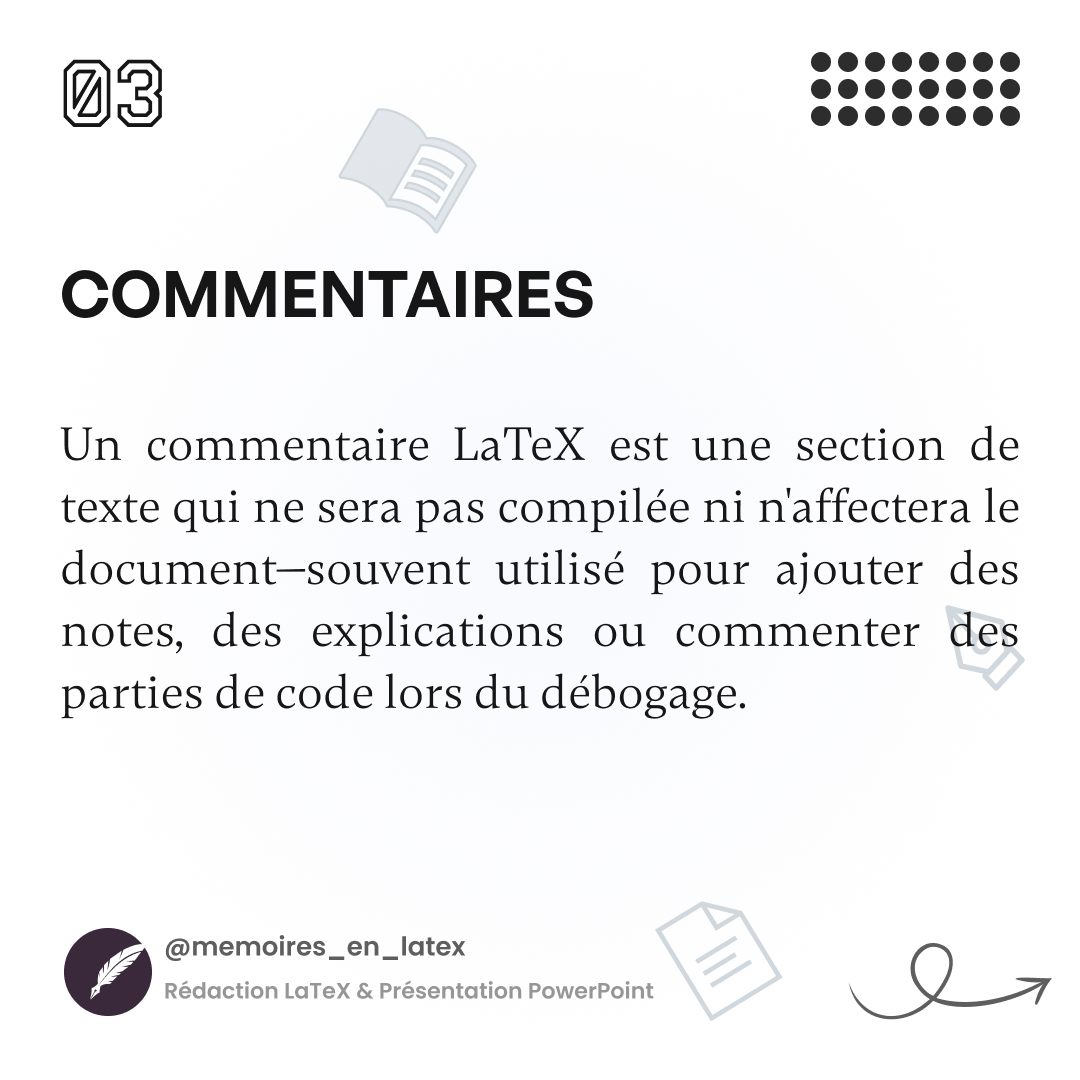 03
COMMENTAIRES
Un commentaire LaTeX est une section de
texte qui ne sera pas compilée ni n'affectera le
document—souvent utilisé pour ajouter des
notes, des explications ou commenter des
parties de code lors du débogage.
@memoires_en_latex
Rédaction LaTeX & Présentation PowerPoint